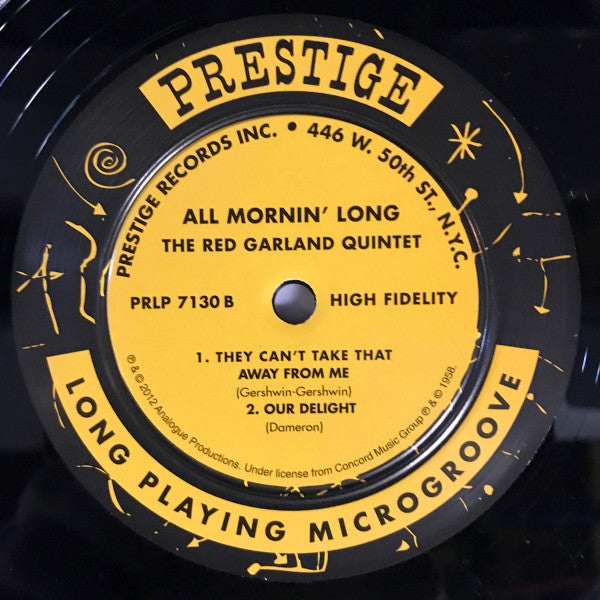 PRESTIGE
PRESTIGE RECORDS INC. • 446 W. 50th ST., N.Y.C.
ALL MORNIN' LONG
THE RED GARLAND QUINTET
PRLP 7130 B
HIGH FIDELITY
1. THEY CAN'T TAKE THAT
AWAY FROM ME
(Gershwin-Gershwin)
2. OUR DELIGHT
(Dameron)
℗ & © 2012 Analogue Productions. Under license from Concord Music Group ℗ & © 1958.
LONG PLAYING MICROGROOVE